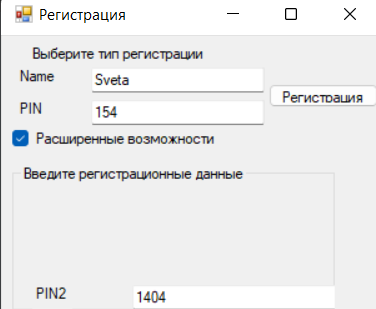 Регистрация
Выберите тип регистрации
Name Sveta
Регистрация
PIN 154
Расширенные возможности
Введите регистрационные данные
PIN2 1404